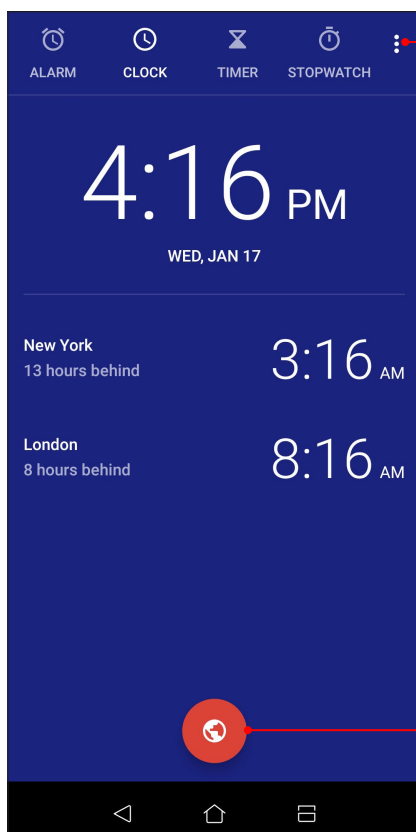 ALARM CLOCK TIMER STOPWATCH
4:16 PM
WED, JAN 17
New York
3:16 AM
13 hours behind
London
8:16 AM
8 hours behind